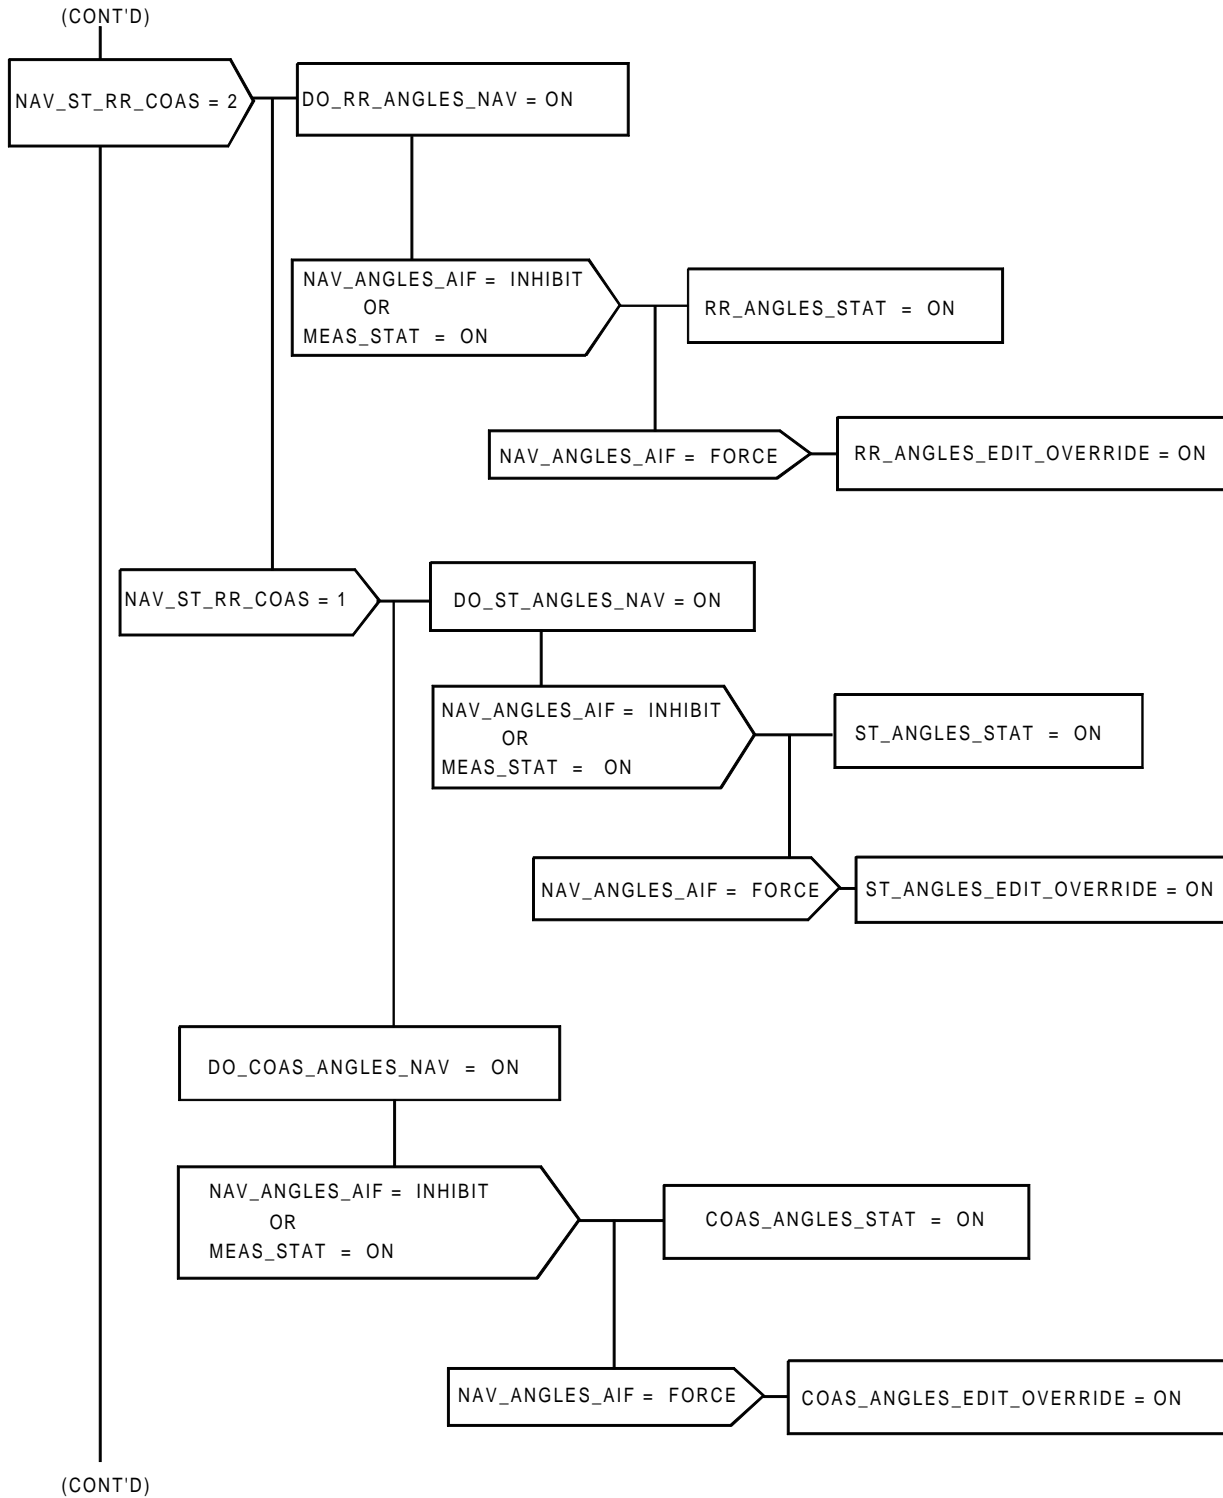 (CONT'D)
NAV_ST_RR_COAS = 2
DO_RR_ANGLES_NAV = ON
NAV_ANGLES_AIF = INHIBIT
OR
MEAS_STAT = ON
RR_ANGLES_STAT = ON
NAV_ANGLES_AIF = FORCE
RR_ANGLES_EDIT_OVERRIDE = ON
NAV_ST_RR_COAS = 1
DO_ST_ANGLES_NAV = ON
NAV_ANGLES_AIF = INHIBIT
OR
MEAS_STAT = ON
ST_ANGLES_STAT = ON
NAV_ANGLES_AIF = FORCE
ST_ANGLES_EDIT_OVERRIDE = ON
DO_COAS_ANGLES_NAV = ON
NAV_ANGLES_AIF = INHIBIT
OR
MEAS_STAT = ON
COAS_ANGLES_STAT = ON
NAV_ANGLES_AIF = FORCE
COAS_ANGLES_EDIT_OVERRIDE = ON
(CONT'D)